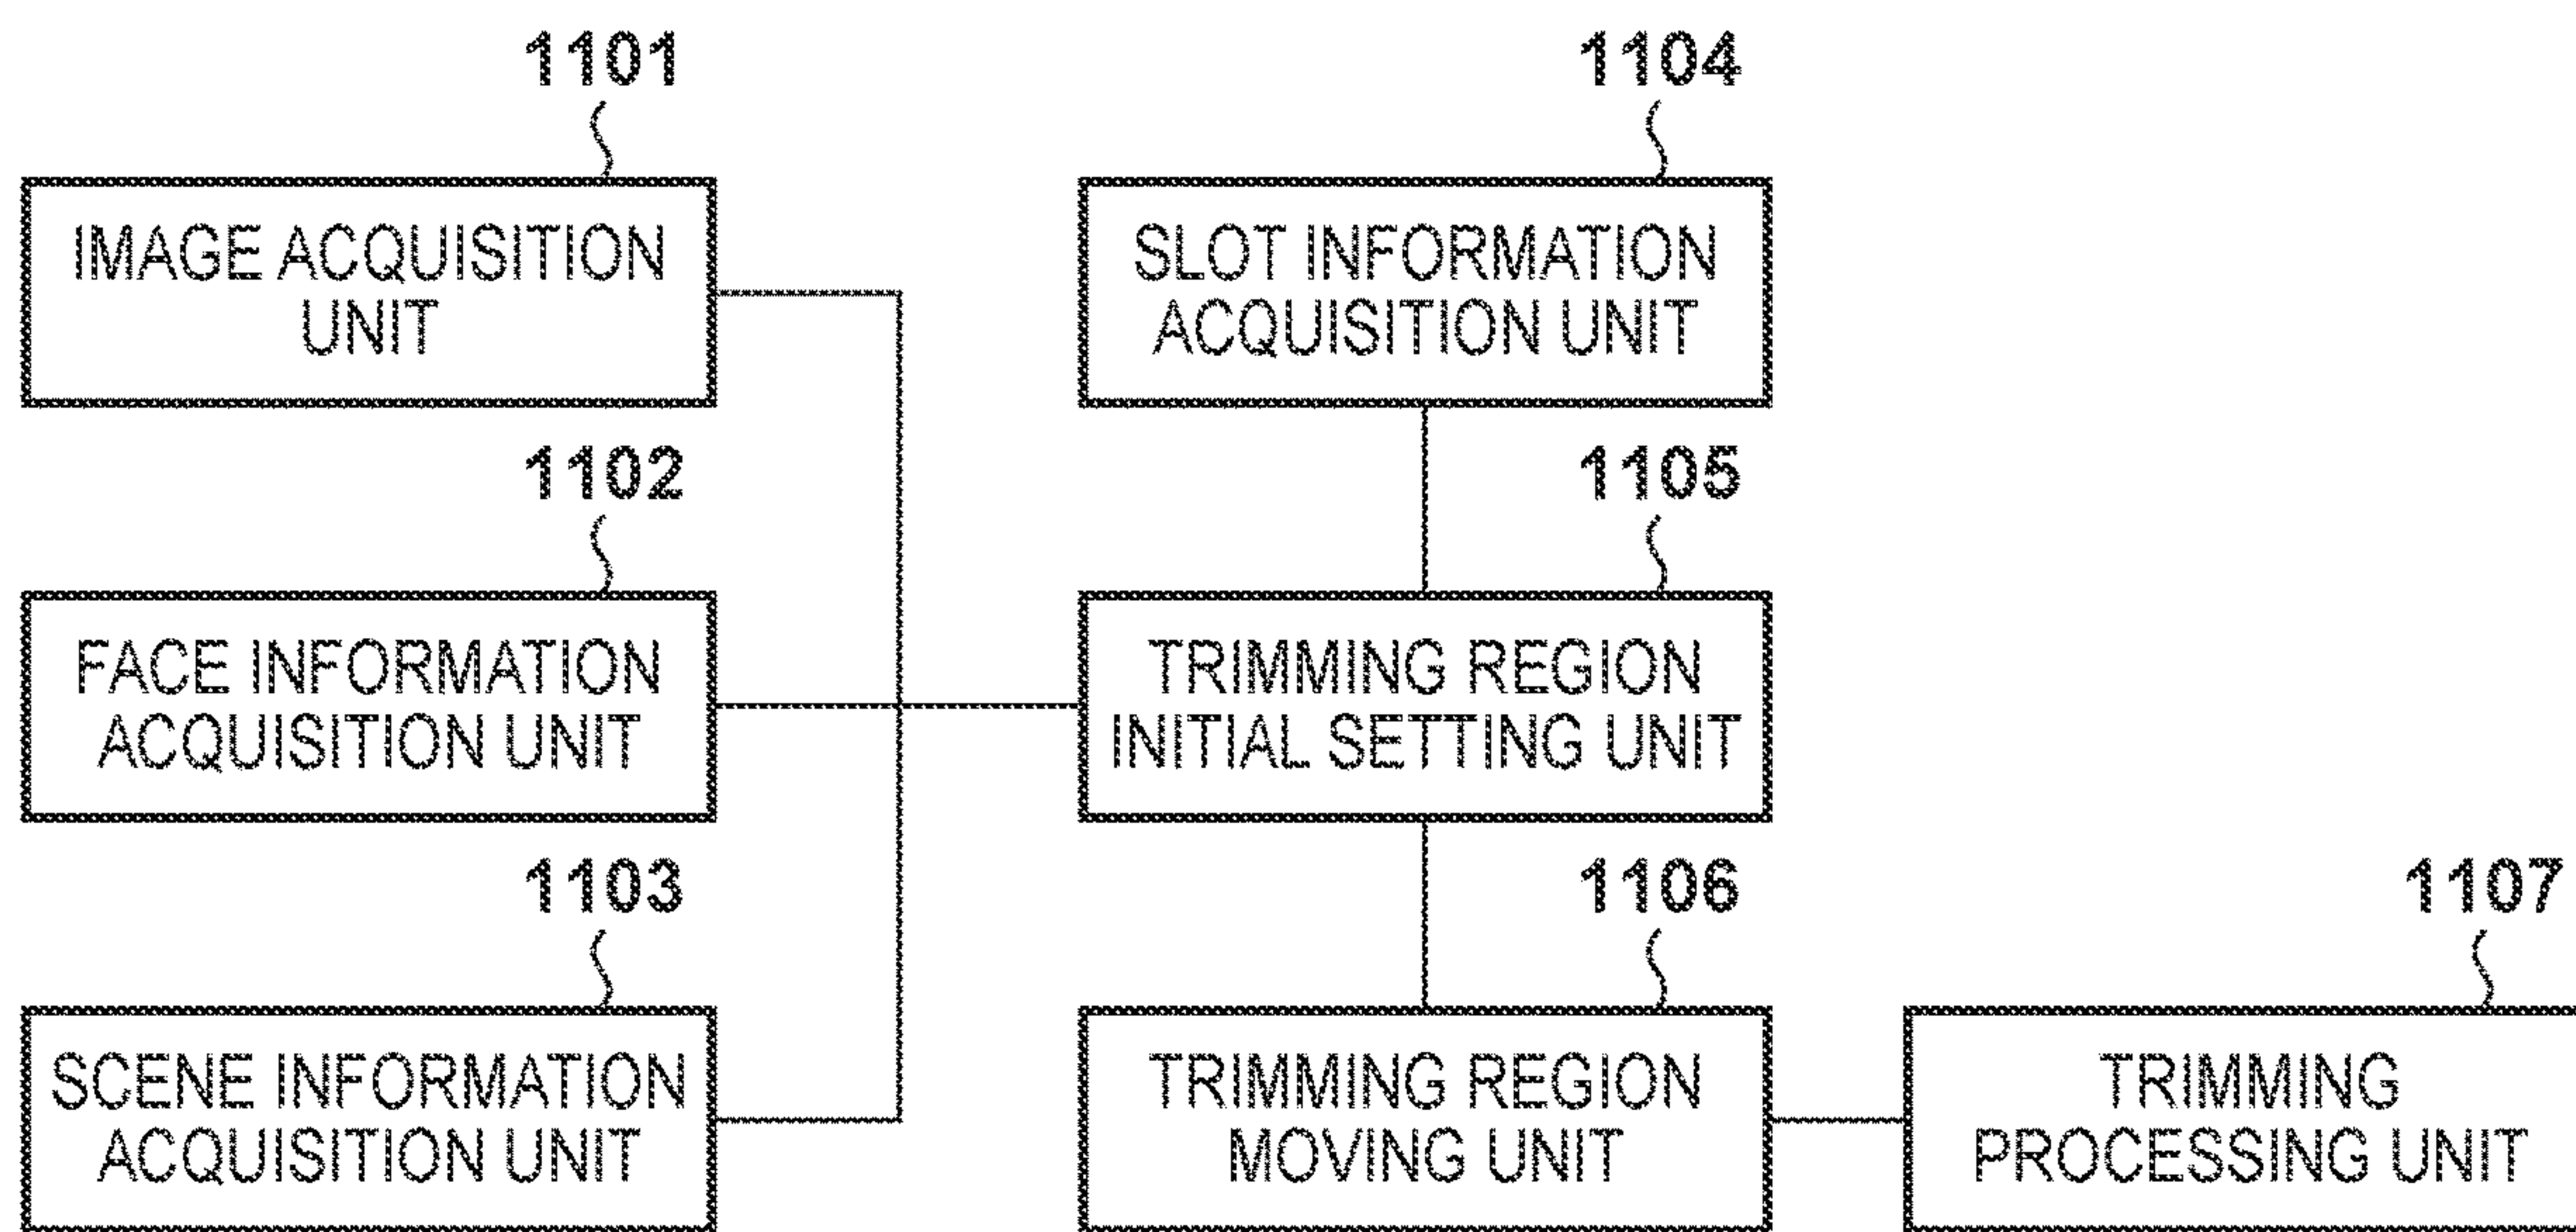 1101
IMAGE ACQUISITION
UNIT
1102
FACE INFORMATION
ACQUISITION UNIT
1103
SCENE INFORMATION
ACQUISITION UNIT
1104
SLOT INFORMATION
ACQUISITION UNIT
1105
TRIMMING REGION
INITIAL SETTING UNIT
1106
TRIMMING REGION
MOVING UNIT
1107
TRIMMING
PROCESSING UNIT